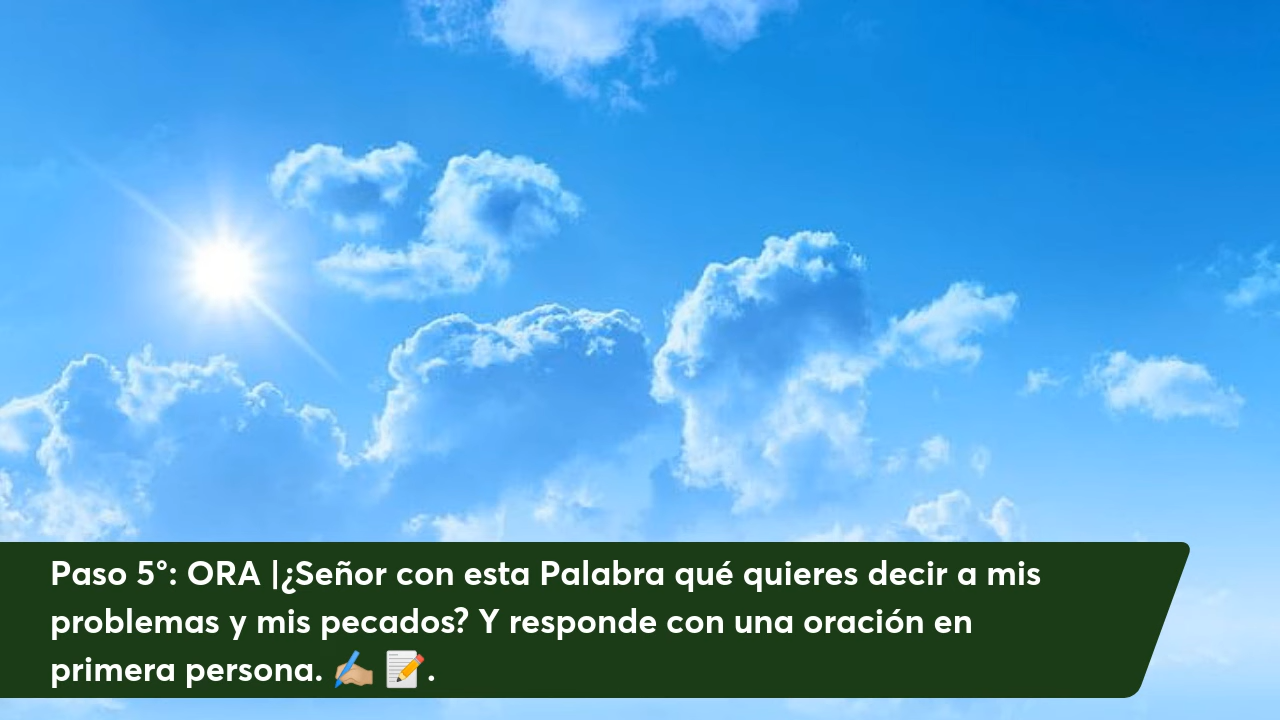 Paso 5°: ORA |¿Señor con esta Palabra qué quieres decir a mis
problemas y mis pecados? Y responde con una oración en
primera persona. ✍🏼 📝.